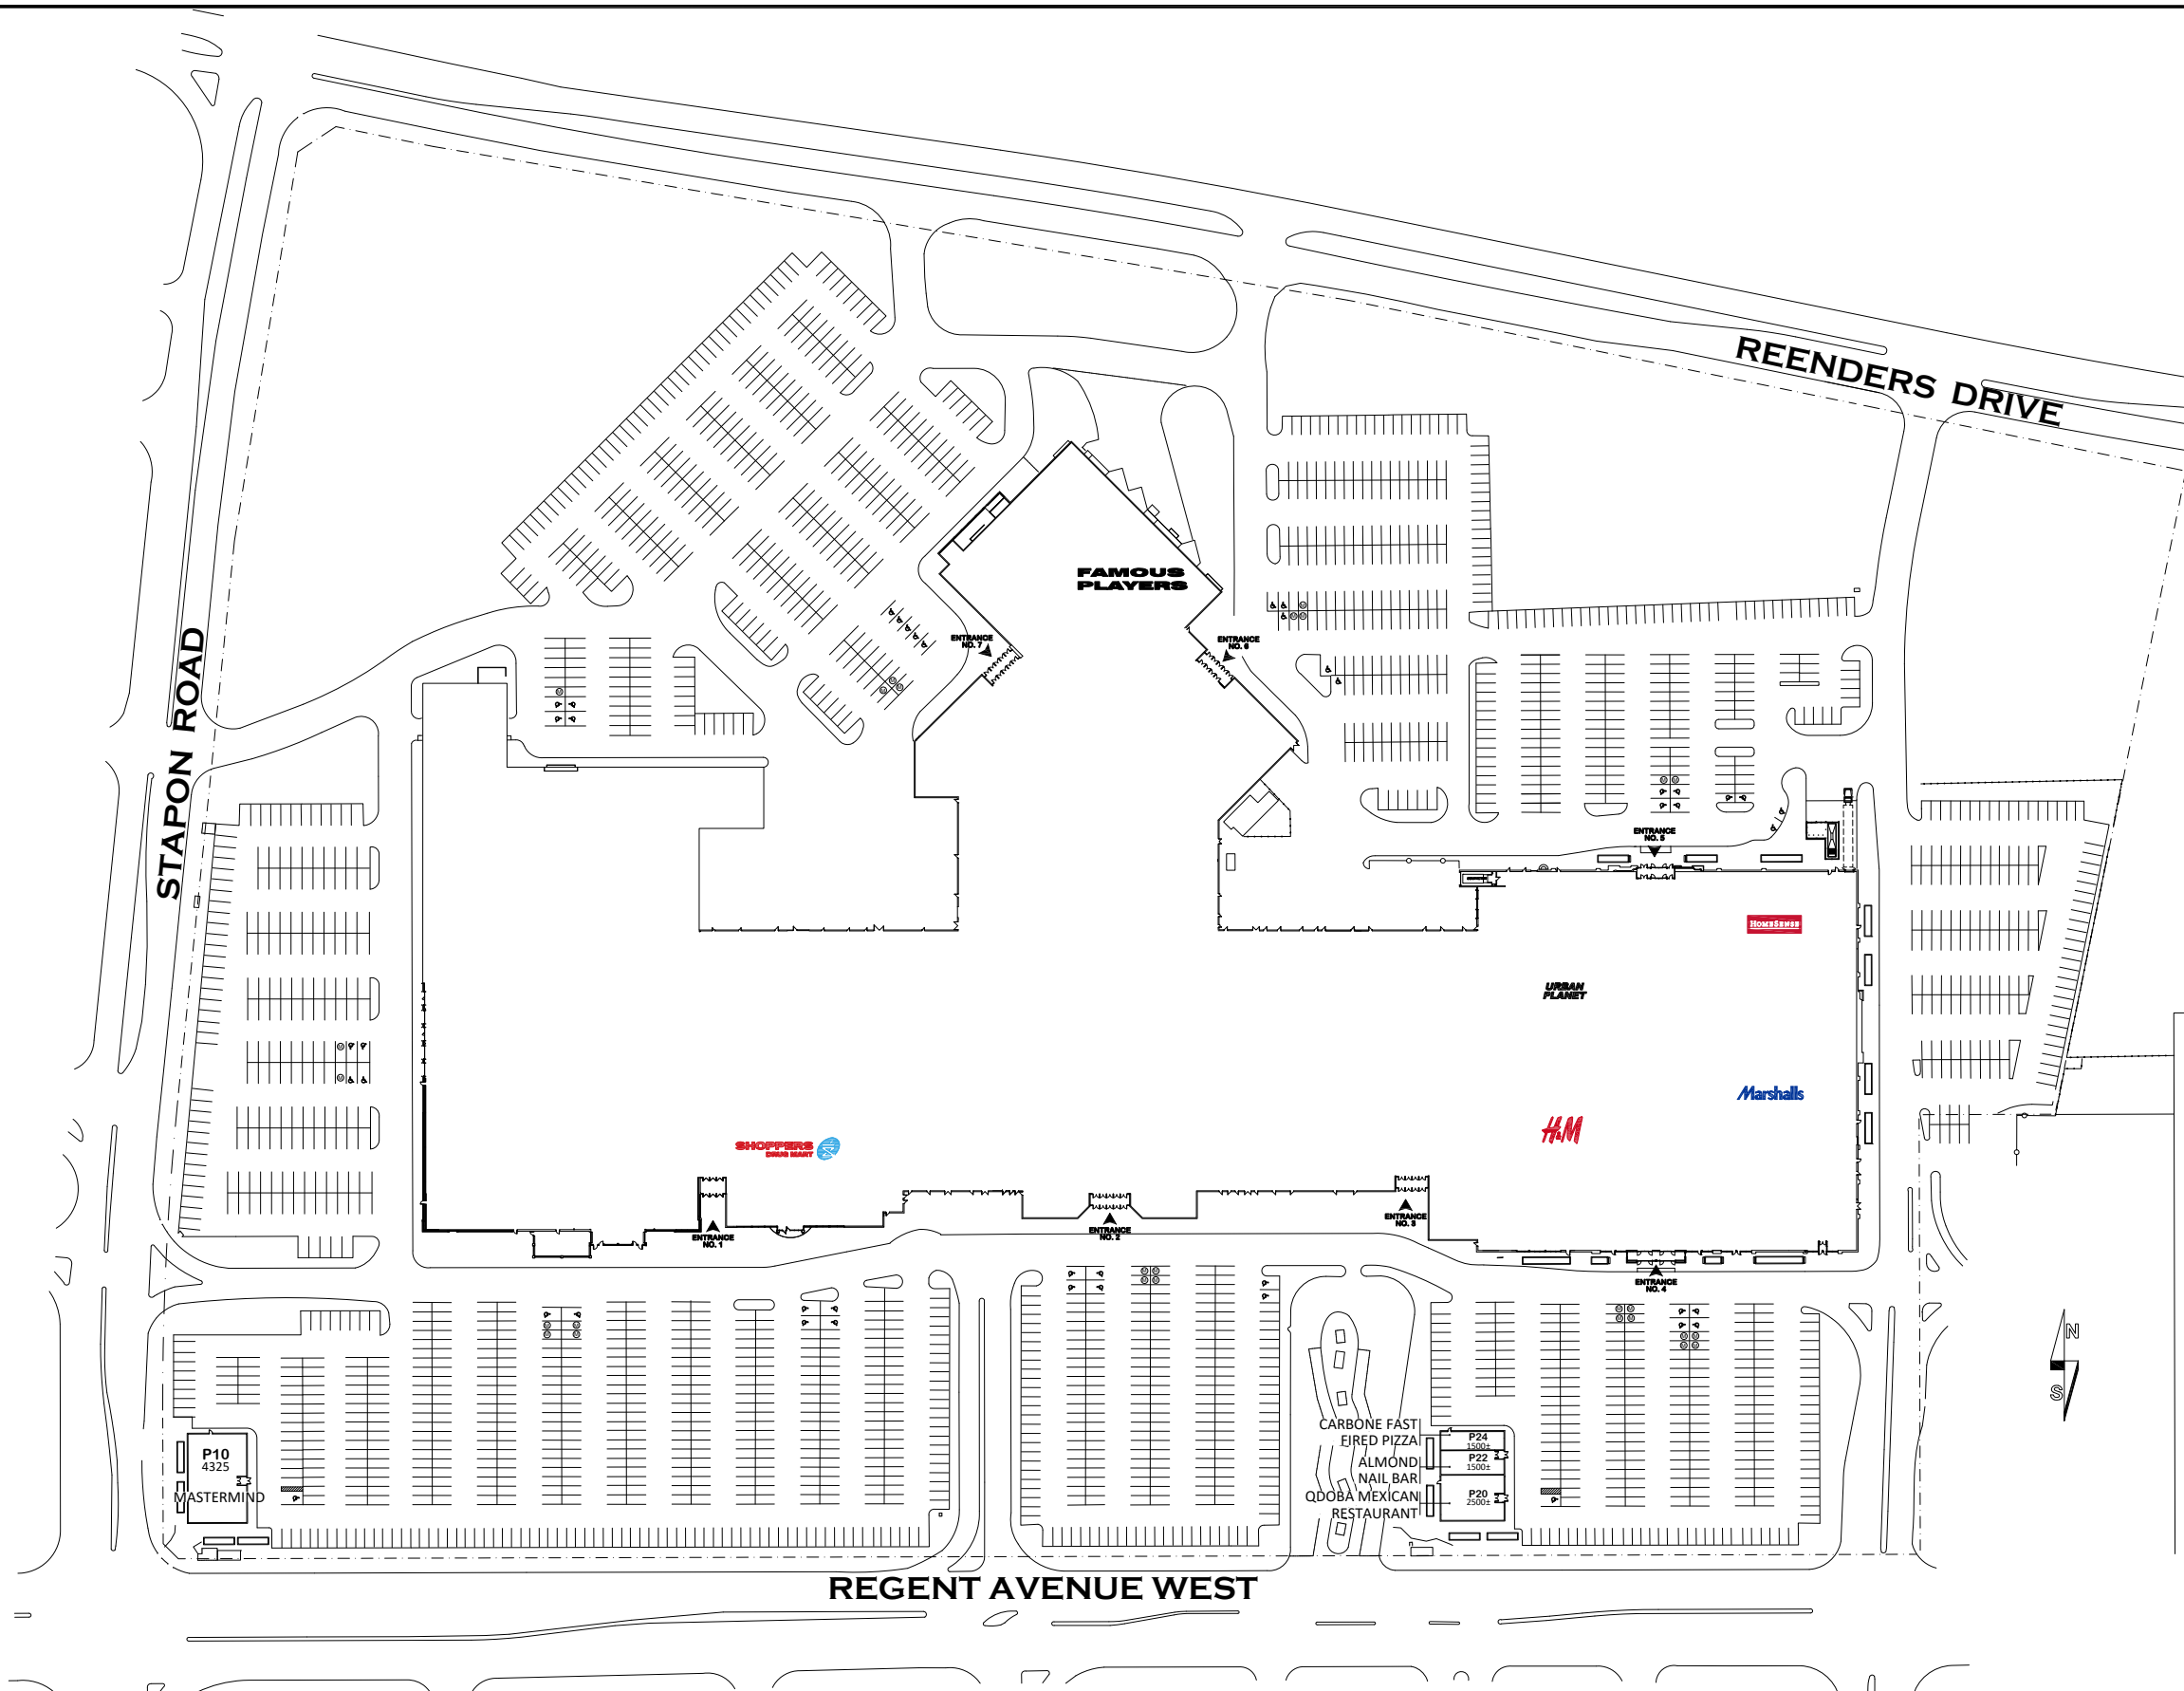 REENDERS DRIVE
STAPON ROAD
FAMOUS
PLAYERS
ENTRANCE
NO. 7
ENTRANCE
NO. 6
ENTRANCE
NO. 5
HOMESENSE
URBAN
PLANET
Marshalls
H&M
SHOPPERS
DRUG MART
ENTRANCE
NO. 1
ENTRANCE
NO. 2
ENTRANCE
NO. 3
ENTRANCE
NO. 4
N
S
CARBONE FAST
FIRED PIZZA
P24
1500±
ALMOND
NAIL BAR
P22
1500±
QDOBA MEXICAN
RESTAURANT
P20
2500±
P10
4325
MASTERMIND
REGENT AVENUE WEST